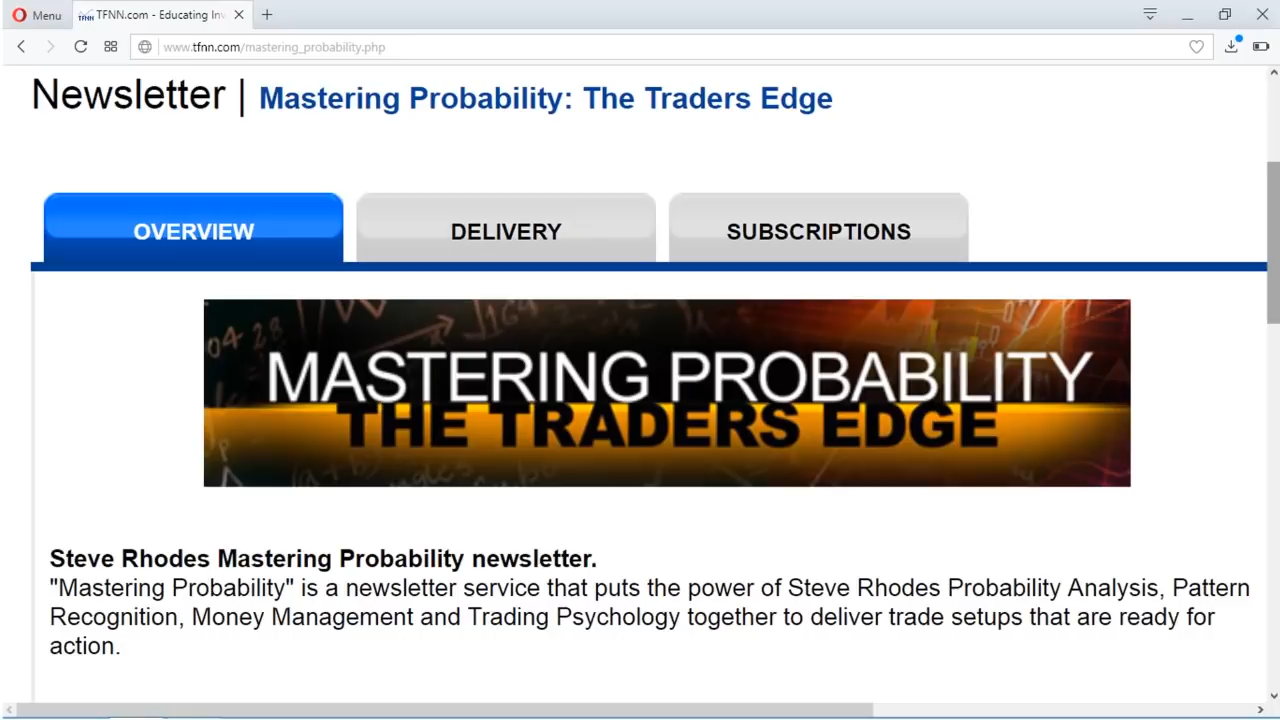 Menu
TFNN.com - Educating Inv
www.tfnn.com/mastering_probability.php
Newsletter | Mastering Probability: The Traders Edge
OVERVIEW
DELIVERY
SUBSCRIPTIONS
MASTERING PROBABILITY
THE TRADERS EDGE
Steve Rhodes Mastering Probability newsletter.
"Mastering Probability" is a newsletter service that puts the power of Steve Rhodes Probability Analysis, Pattern
Recognition, Money Management and Trading Psychology together to deliver trade setups that are ready for
action.